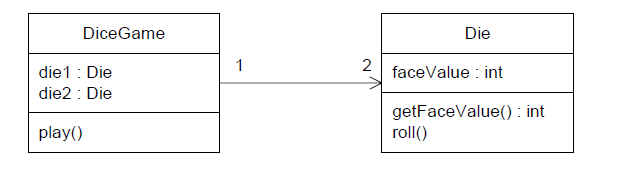 DiceGame
die1 : Die
die2 : Die
play()
1
2
Die
faceValue : int
getFaceValue() : int
roll()